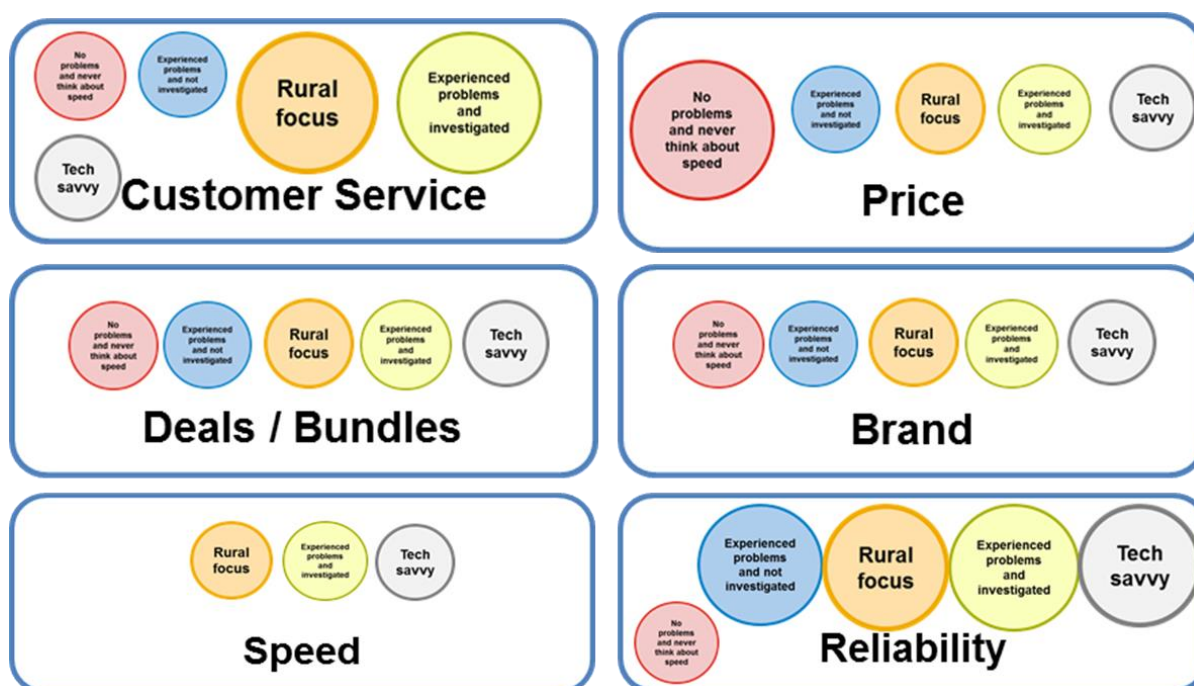 No
problems
and never
think about
speed
Experienced
problems
and not
investigated
Rural
focus
Experienced
problems
and
investigated
Tech
savvy
Customer Service
No
problems
and never
think about
speed
Experienced
problems
and not
investigated
Rural
focus
Experienced
problems
and
investigated
Tech
savvy
Price
No
problems
and never
think about
speed
Experienced
problems
and not
investigated
Rural
focus
Experienced
problems
and
investigated
Tech
savvy
Deals / Bundles
No
problems
and never
think about
speed
Experienced
problems
and not
investigated
Rural
focus
Experienced
problems
and
investigated
Tech
savvy
Brand
Rural
focus
Experienced
problems
and
investigated
Tech
savvy
Speed
Experienced
problems
and not
investigated
Rural
focus
Experienced
problems
and
investigated
Tech
savvy
No
problems
and never
think about
speed
Reliability